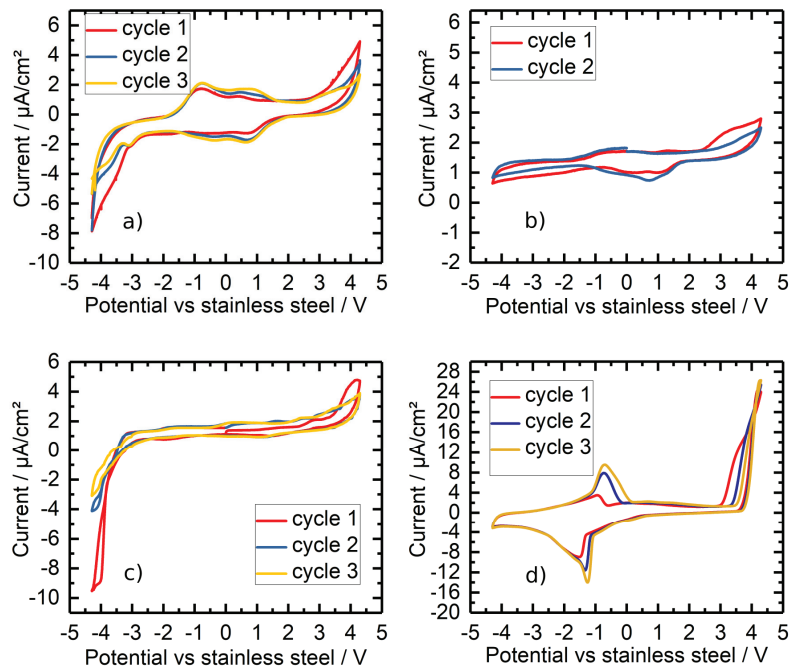 6
4
2
0
-2
-4
-6
-8
-10
Current / µA/cm²
cycle 1
cycle 2
cycle 3
a)
-5 -4 -3 -2 -1 0 1 2 3 4 5
Potential vs stainless steel / V
6
5
4
3
2
1
0
-1
-2
Current / µA/cm²
cycle 1
cycle 2
b)
-5 -4 -3 -2 -1 0 1 2 3 4 5
Potential vs stainless steel / V
6
4
2
0
-2
-4
-6
-8
-10
Current / µA/cm²
cycle 1
cycle 2
cycle 3
c)
-5 -4 -3 -2 -1 0 1 2 3 4 5
Potential vs stainless steel / V
28
24
20
16
12
8
4
0
-4
-8
-12
-16
-20
Current / µA/cm²
cycle 1
cycle 2
cycle 3
d)
-5 -4 -3 -2 -1 0 1 2 3 4 5
Potential vs stainless steel / V